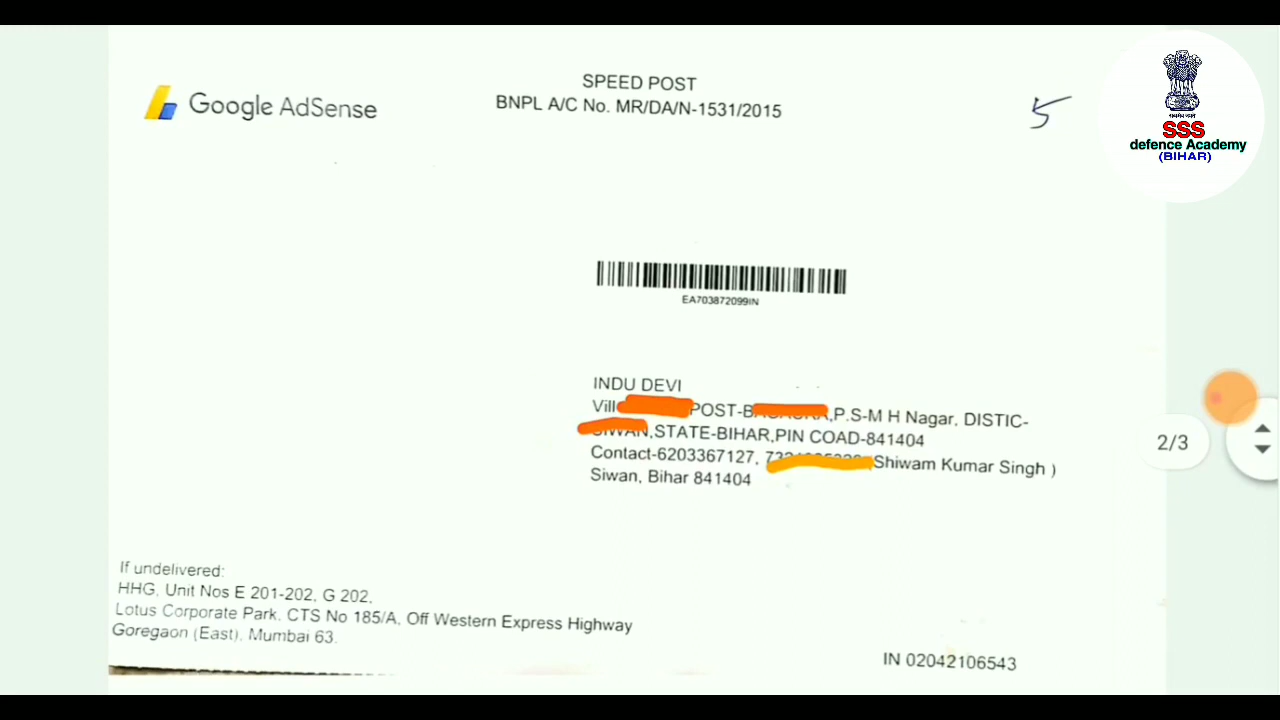 Google AdSense
SPEED POST
BNPL A/C No. MR/DA/N-1531/2015
5
SSS
defence Academy
(BIHAR)
EA703872099IN
INDU DEVI
Vill POST- ,P.S-M H Nagar, DISTIC-
,STATE-BIHAR,PIN COAD-841404
Contact-6203367127, Shiwam Kumar Singh )
Siwan, Bihar 841404
2/3
If undelivered:
HHG, Unit Nos E 201-202, G 202,
Lotus Corporate Park, CTS No 185/A, Off Western Express Highway
Goregaon (East), Mumbai 63.
IN 02042106543